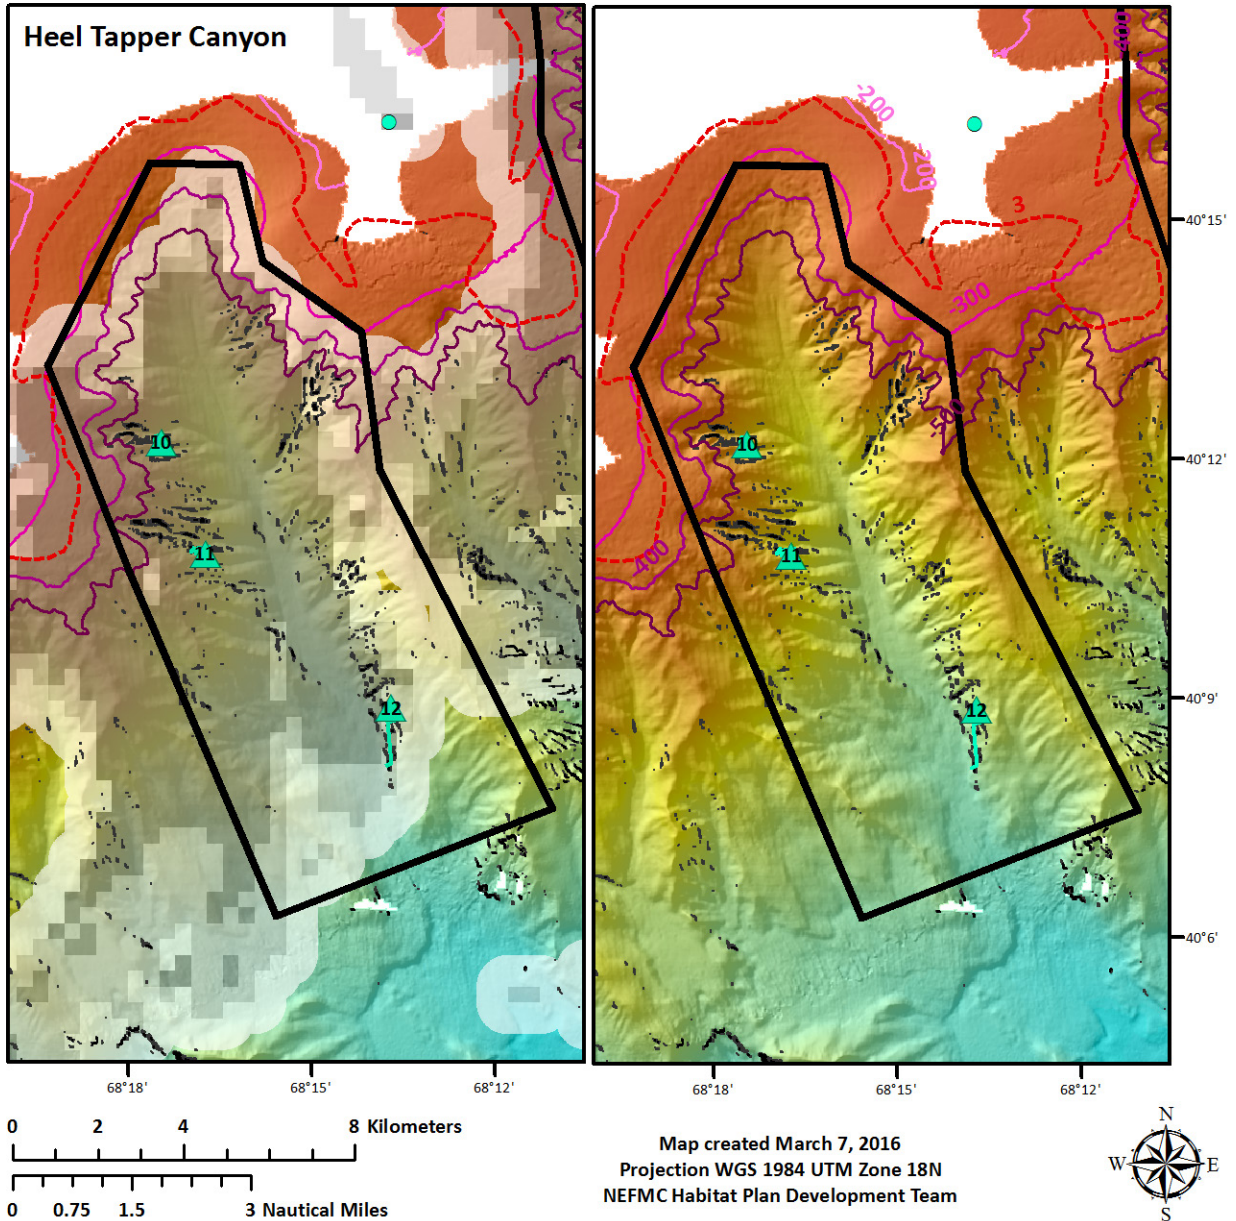 Heel Tapper Canyon
10
11
12
68°18'
68°15'
68°12'
-200
-200
400
3
-300
-500
400
10
11
12
40°15'
40°12'
40°9'
40°6'
68°18'
68°15'
68°12'
0 2 4 8 Kilometers
0 0.75 1.5 3 Nautical Miles
Map created March 7, 2016
Projection WGS 1984 UTM Zone 18N
NEFMC Habitat Plan Development Team
N
W E
S